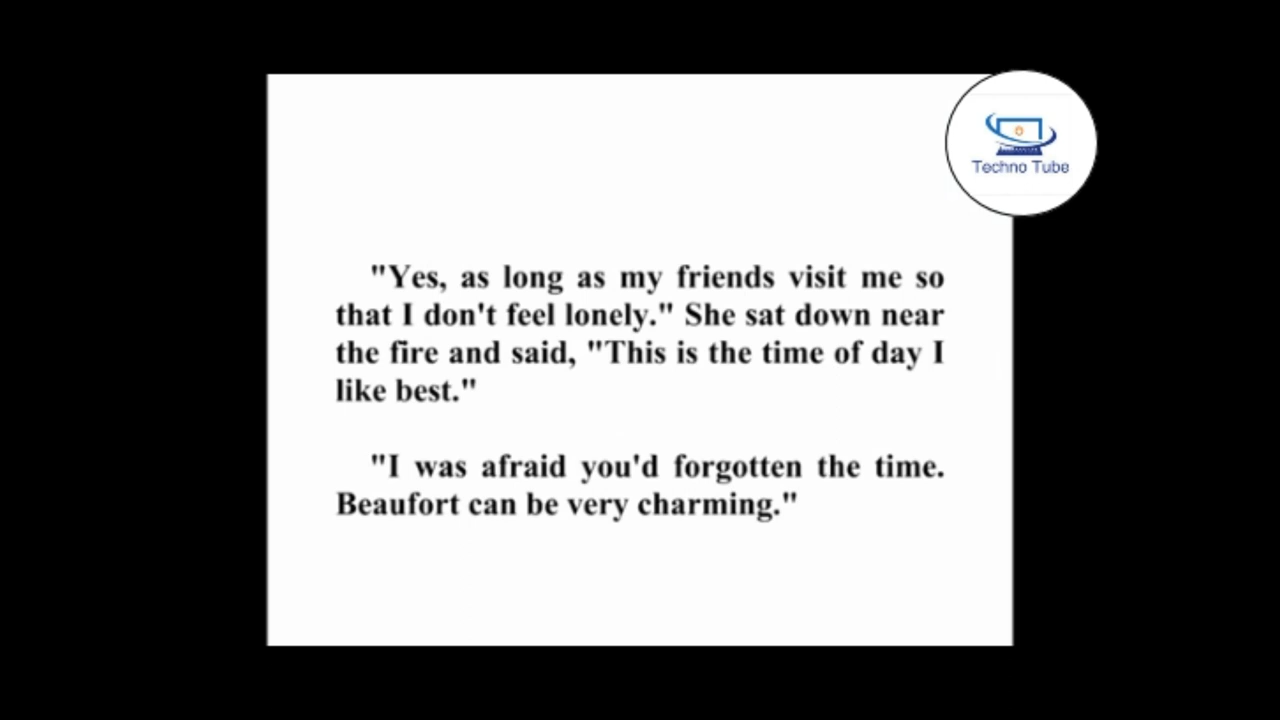 Techno Tube
"Yes, as long as my friends visit me so
that I don't feel lonely." She sat down near
the fire and said, "This is the time of day I
like best."
"I was afraid you'd forgotten the time.
Beaufort can be very charming."